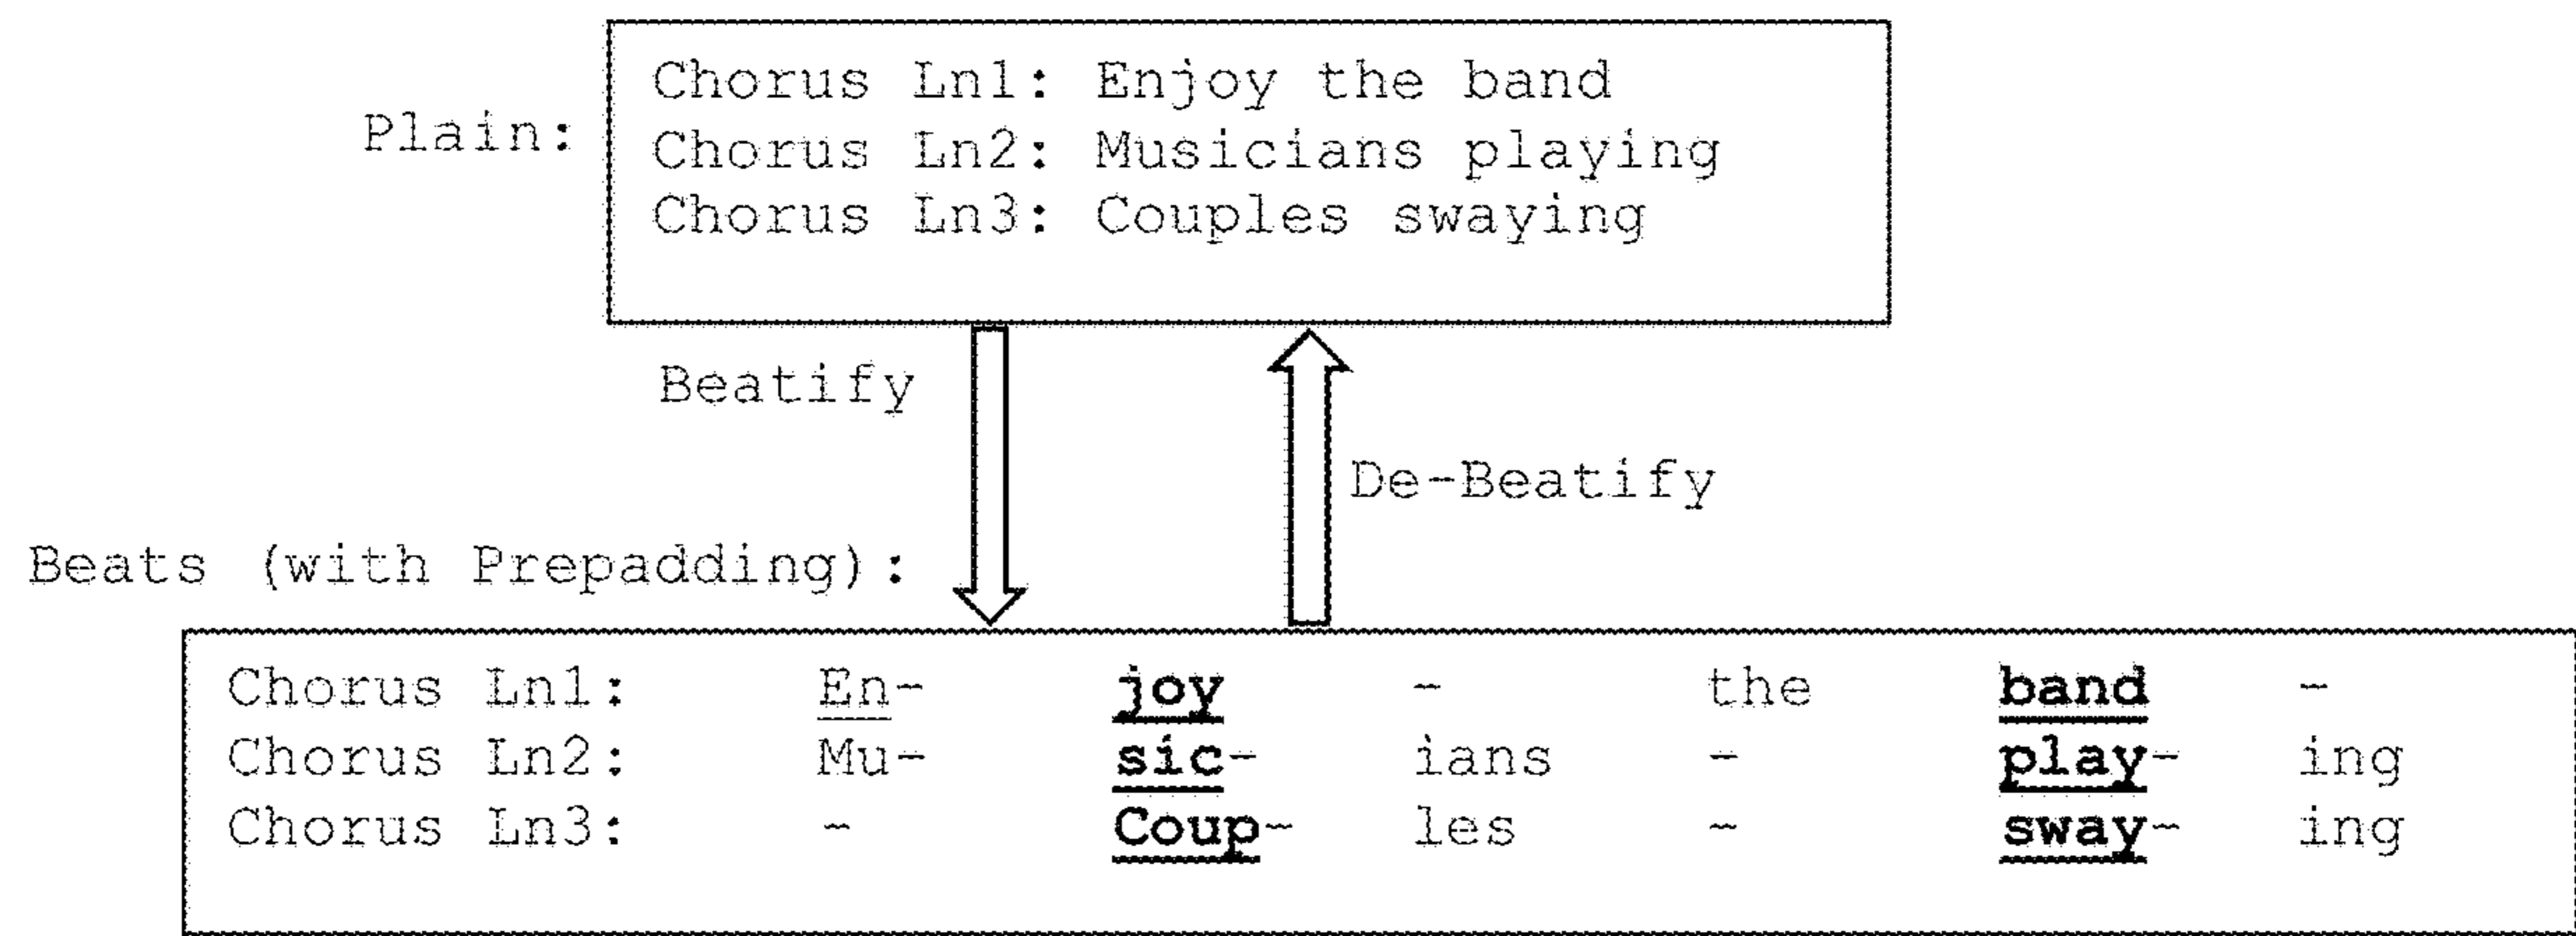 Plain:
Chorus Ln1: Enjoy the band
Chorus Ln2: Musicians playing
Chorus Ln3: Couples swaying
Beatify
De-Beatify
Beats (with Prepadding):
Chorus Ln1: En- joy - the band -
Chorus Ln2: Mu- sic- ians - play- ing
Chorus Ln3: - Coup- les - sway- ing